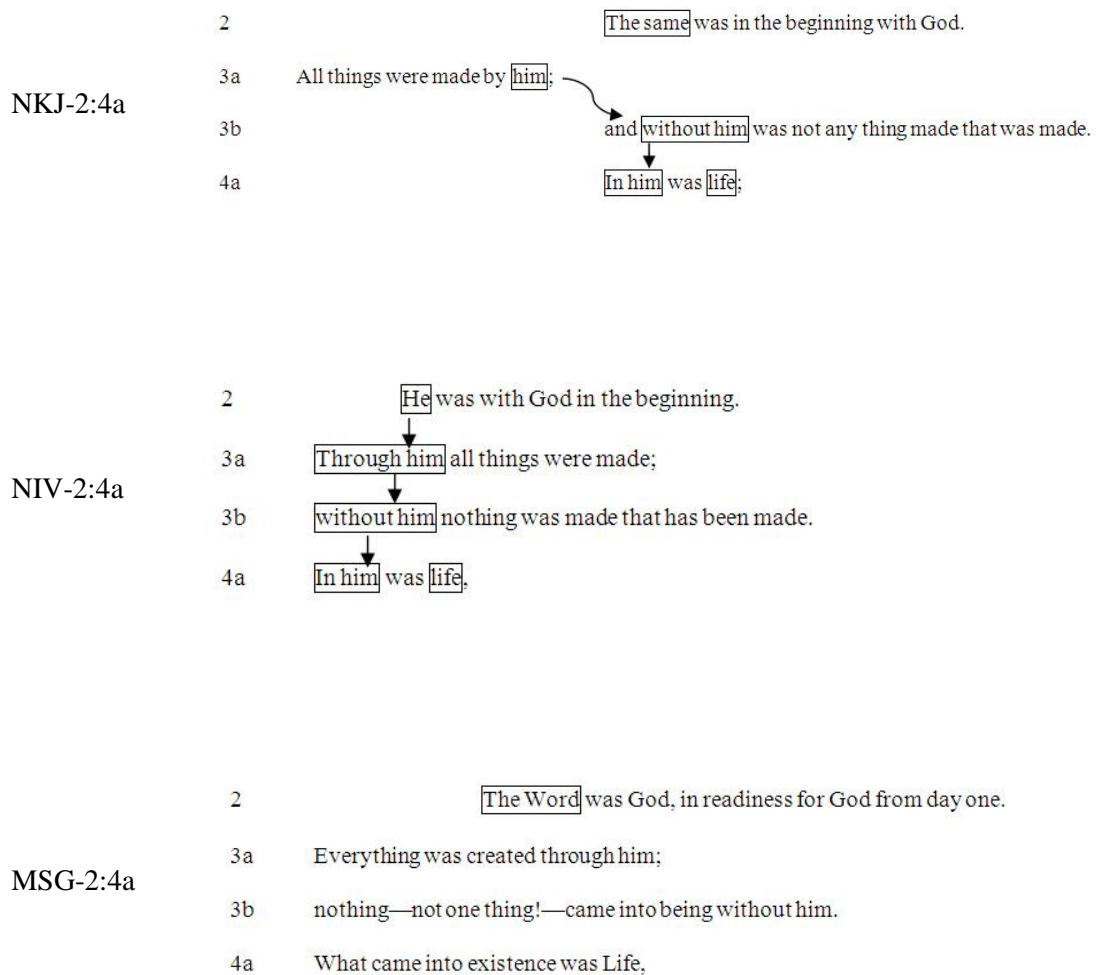 2 The same was in the beginning with God.
3a All things were made by him;
NKJ-2:4a
3b and without him was not any thing made that was made.
4a In him was life;
2 He was with God in the beginning.
3a Through him all things were made;
NIV-2:4a
3b without him nothing was made that has been made.
4a In him was life,
2 The Word was God, in readiness for God from day one.
3a Everything was created through him;
MSG-2:4a
3b nothing—not one thing!—came into being without him.
4a What came into existence was Life,